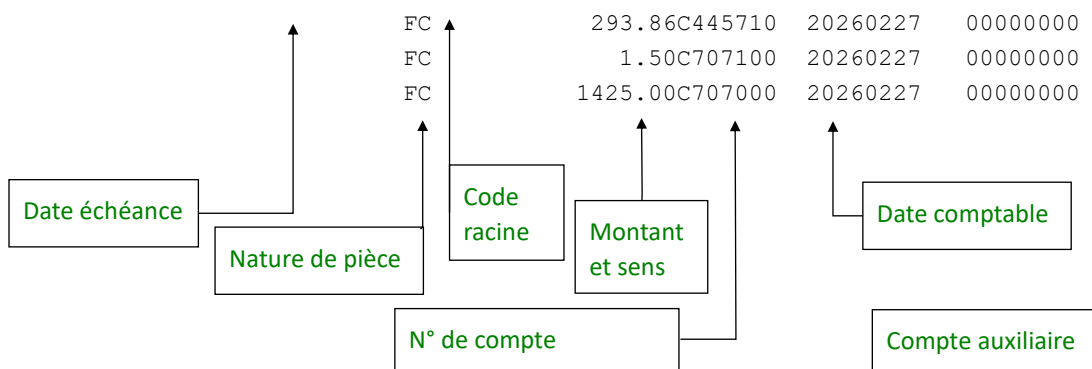 FC 293.86C445710 20260227 00000000
FC 1.50C707100 20260227 00000000
FC 1425.00C707000 20260227 00000000
Date échéance
Nature de pièce
Code
racine
Montant
et sens
Date comptable
N° de compte
Compte auxiliaire